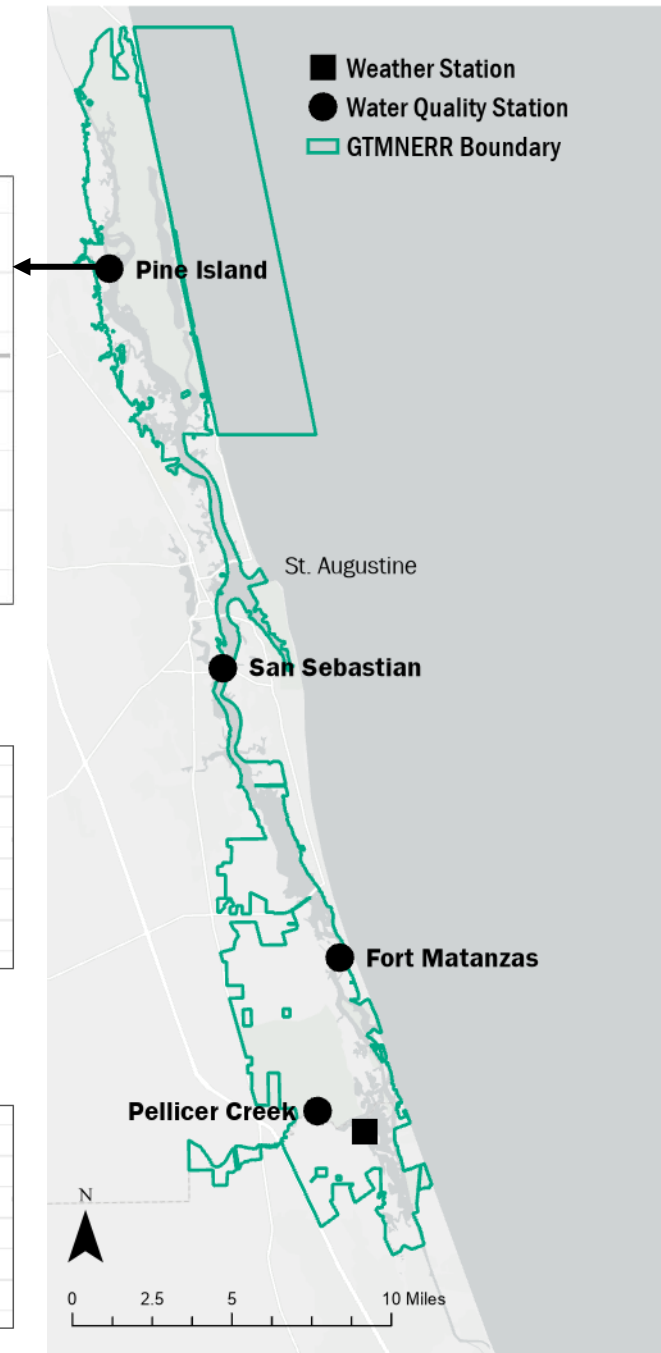 Weather Station
Water Quality Station
GTMNERR Boundary
Pine Island
St. Augustine
San Sebastian
Fort Matanzas
Pellicer Creek
N
0 2.5 5 10 Miles